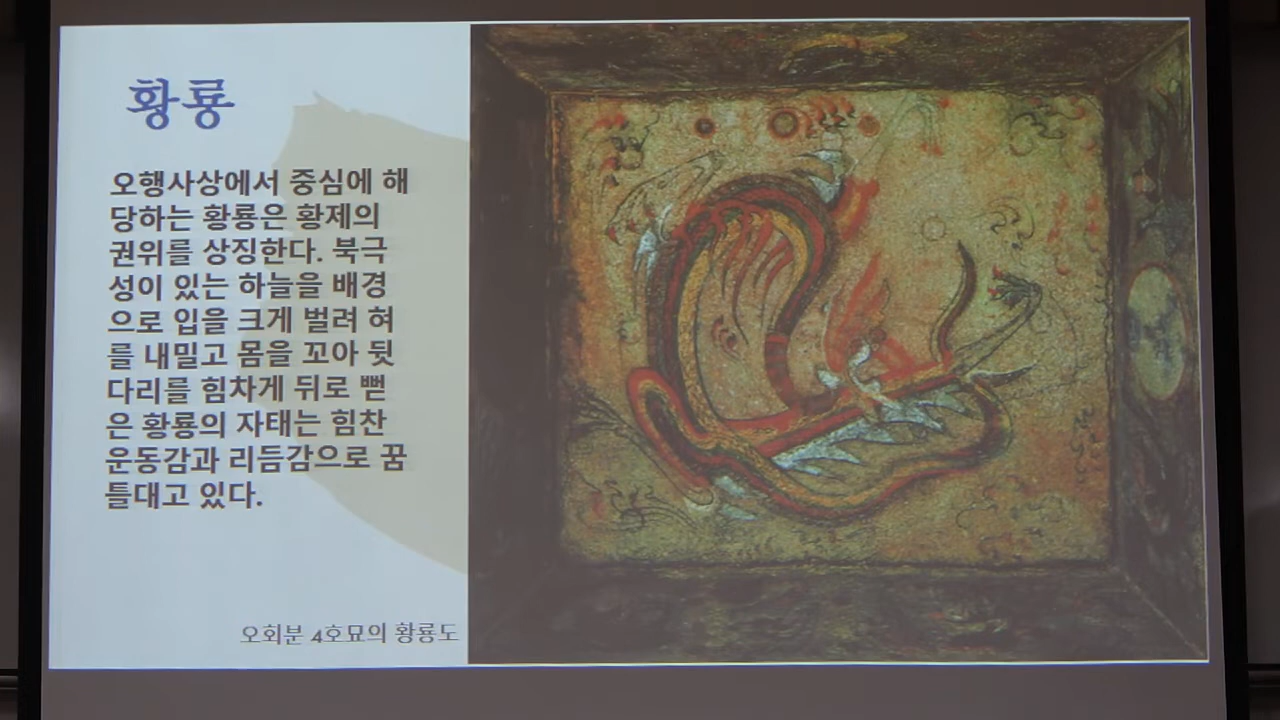 황룡
오행사상에서 중심에 해
당하는 황룡은 황제의
권위를 상징한다. 북극
성이 있는 하늘을 배경
으로 입을 크게 벌려 혀
를 내밀고 몸을 꼬아 뒷
다리를 힘차게 뒤로 뻗
은 황룡의 자태는 힘찬
운동감과 리듬감으로 꿈
틀대고 있다.
오회분 4호묘의 황룡도